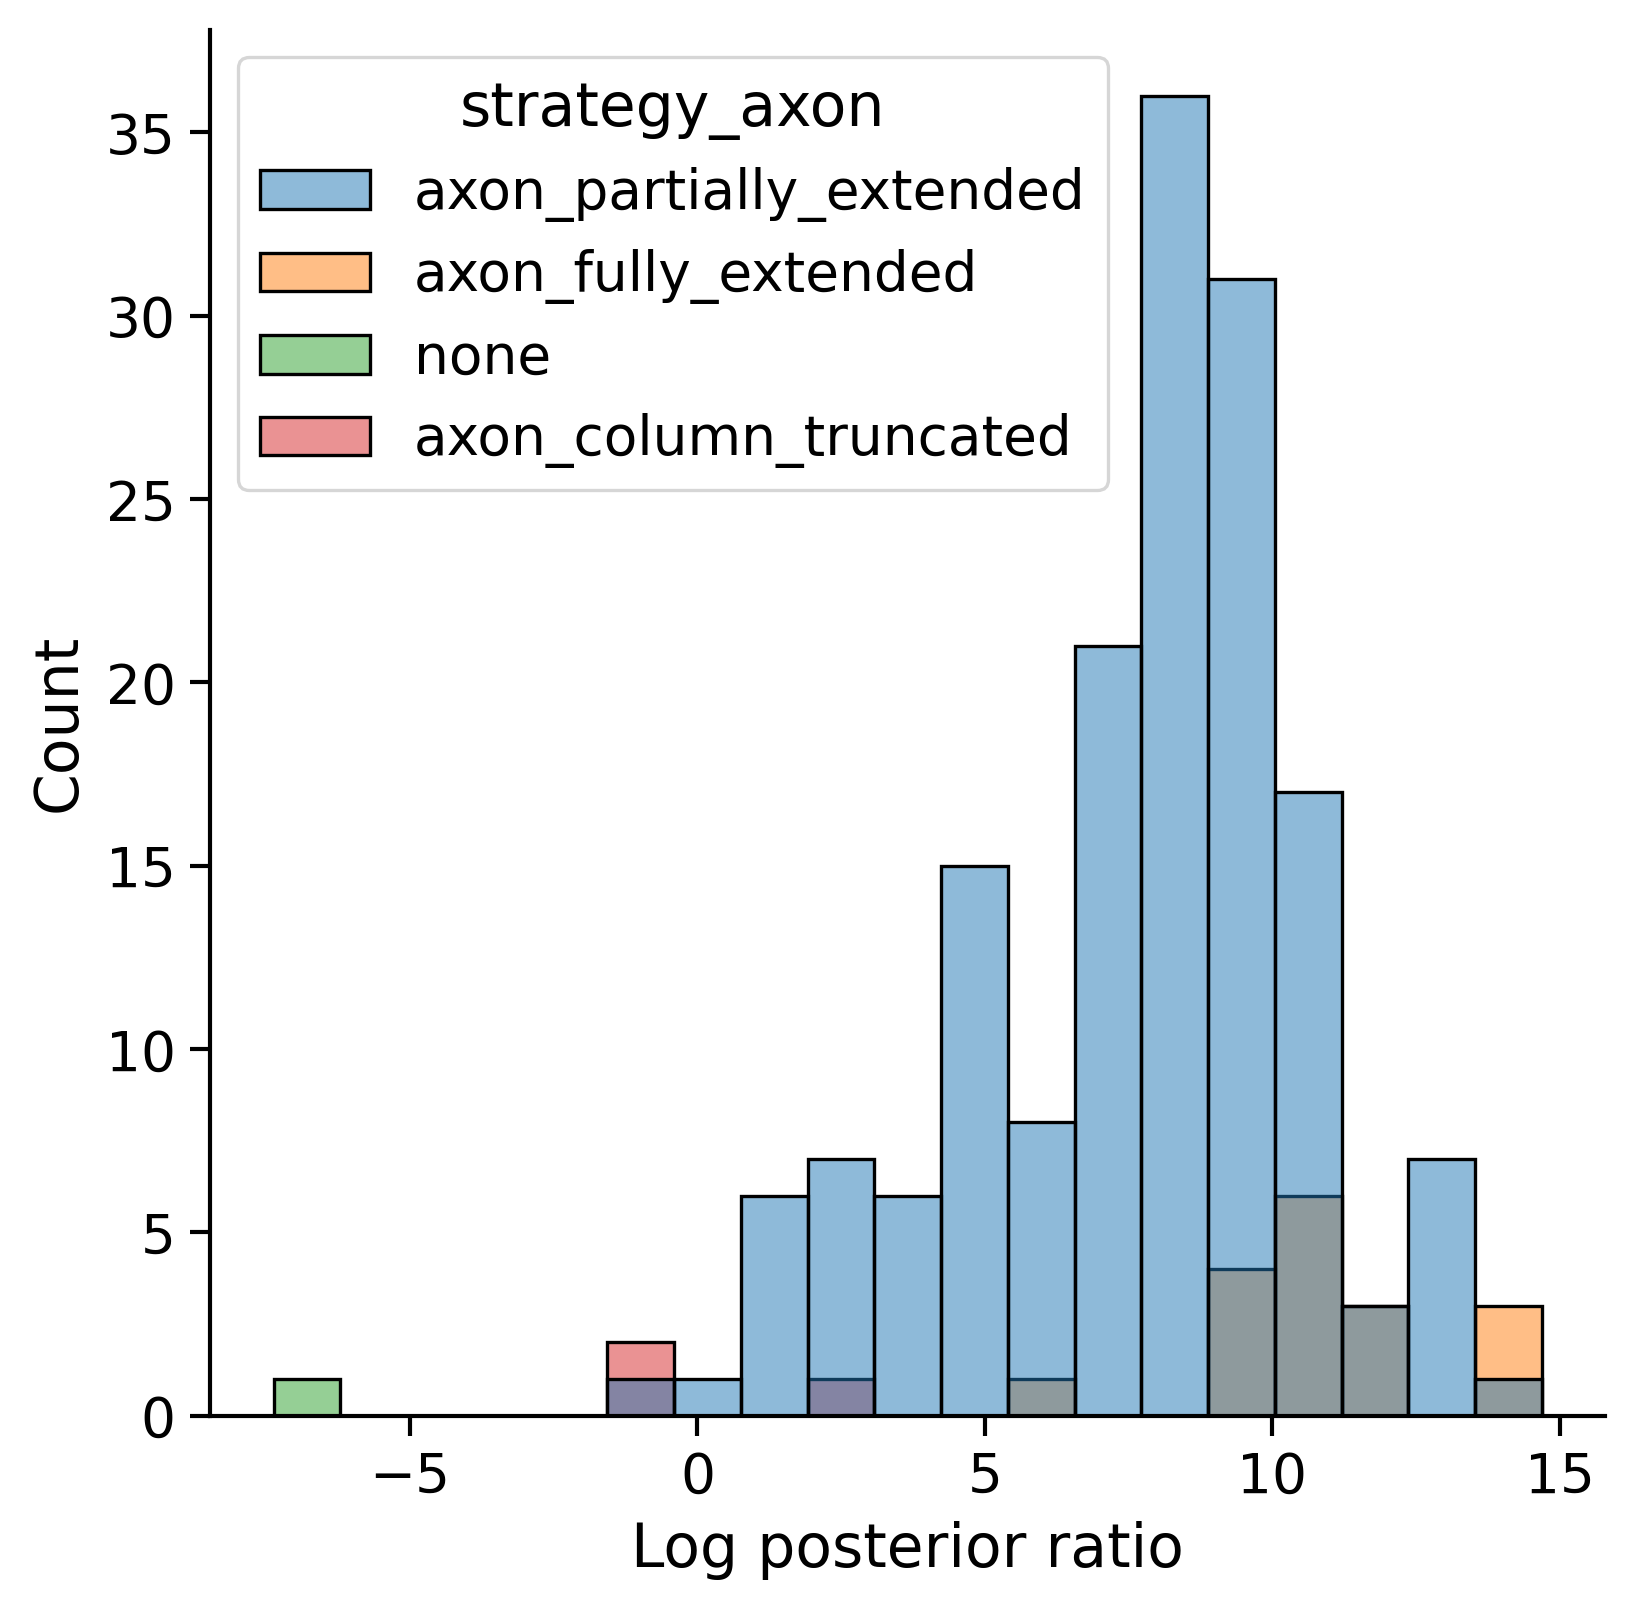 strategy_axon
axon_partially_extended
axon_fully_extended
none
axon_column_truncated
35
30
25
20
15
10
5
0
Count
−5 0 5 10 15
Log posterior ratio